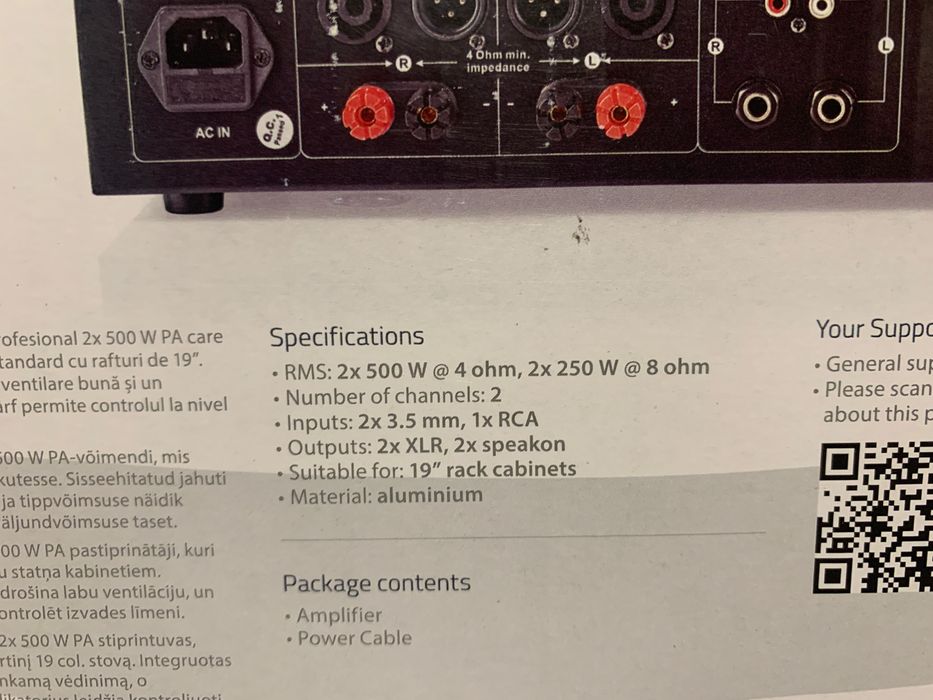 R
4 Ohm min.
impedance
L
R
L
+
-
-
+
AC IN
Q.C.
Passed 1
ofesional 2x 500 W PA care
tandard cu rafturi de 19”.
ventilare bună și un
arf permite controlul la nivel
500 W PA-võimendi, mis
kutesse. Sisseehitatud jahuti
ja tippvõimsuse näidik
äljundvõimsuse taset.
00 W PA pastiprinātāji, kuri
u statņa kabinetiem.
drošina labu ventilāciju, un
ontrolēt izvades līmeni.
2x 500 W PA stiprintuvas,
rtinį 19 col. stovą. Integruotas
nkamą vėdinimą, o
Specifications
• RMS: 2x 500 W @ 4 ohm, 2x 250 W @ 8 ohm
• Number of channels: 2
• Inputs: 2x 3.5 mm, 1x RCA
• Outputs: 2x XLR, 2x speakon
• Suitable for: 19” rack cabinets
• Material: aluminium
Package contents
• Amplifier
• Power Cable
Your Suppo
• General sup
• Please scan
about this p